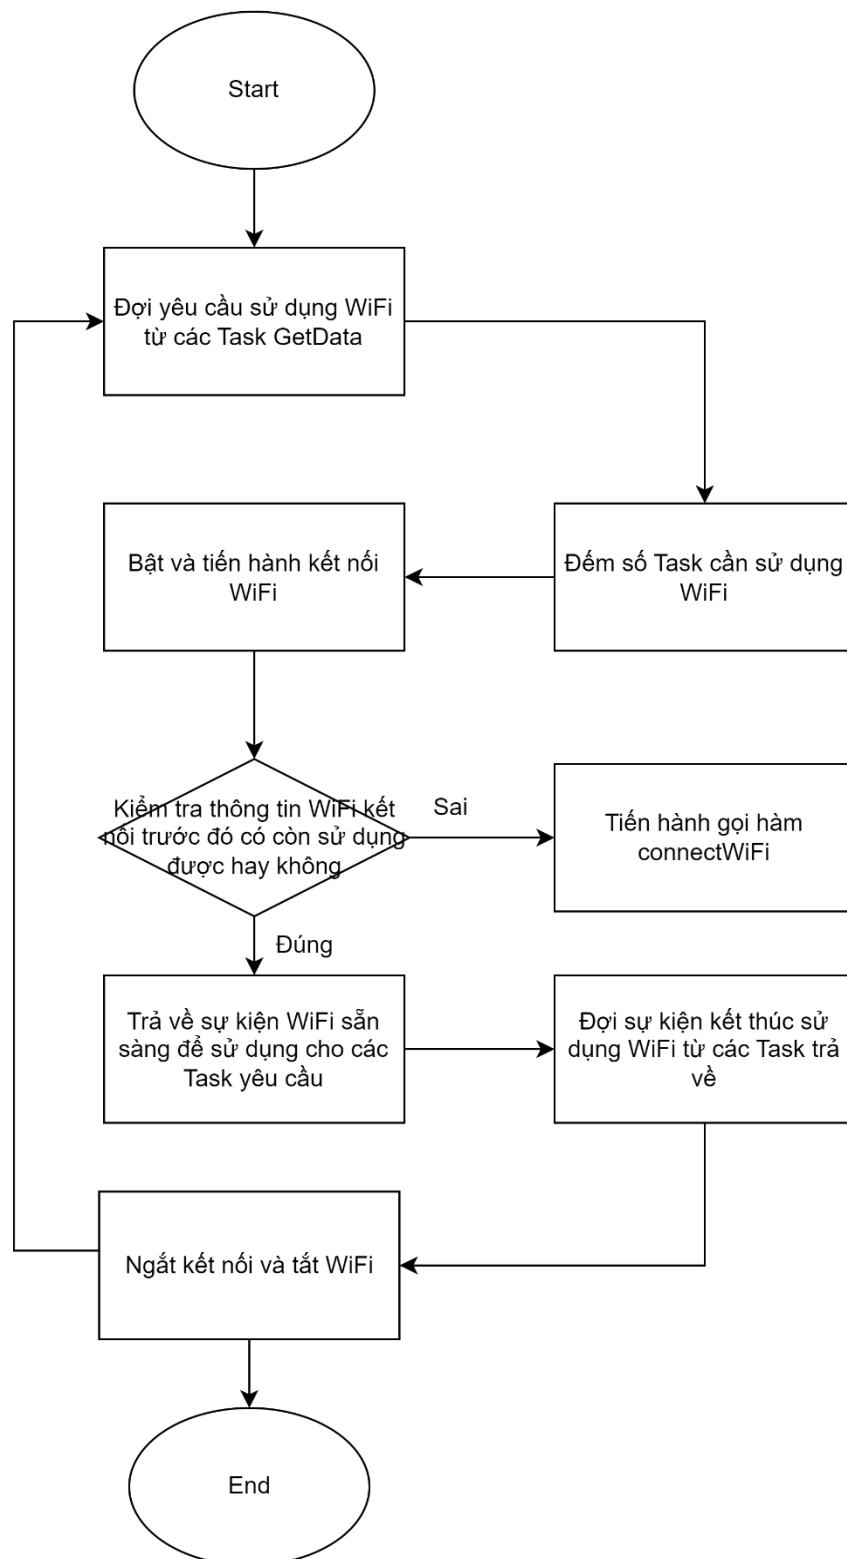 Start
Đợi yêu cầu sử dụng WiFi
từ các Task GetData
Bật và tiến hành kết nối
WiFi
Đếm số Task cần sử dụng
WiFi
Kiểm tra thông tin WiFi kết
nối trước đó có còn sử dụng
được hay không
Sai
Tiến hành gọi hàm
connectWiFi
Đúng
Trả về sự kiện WiFi sẵn
sàng để sử dụng cho các
Task yêu cầu
Đợi sự kiện kết thúc sử
dụng WiFi từ các Task trả
về
Ngắt kết nối và tắt WiFi
End